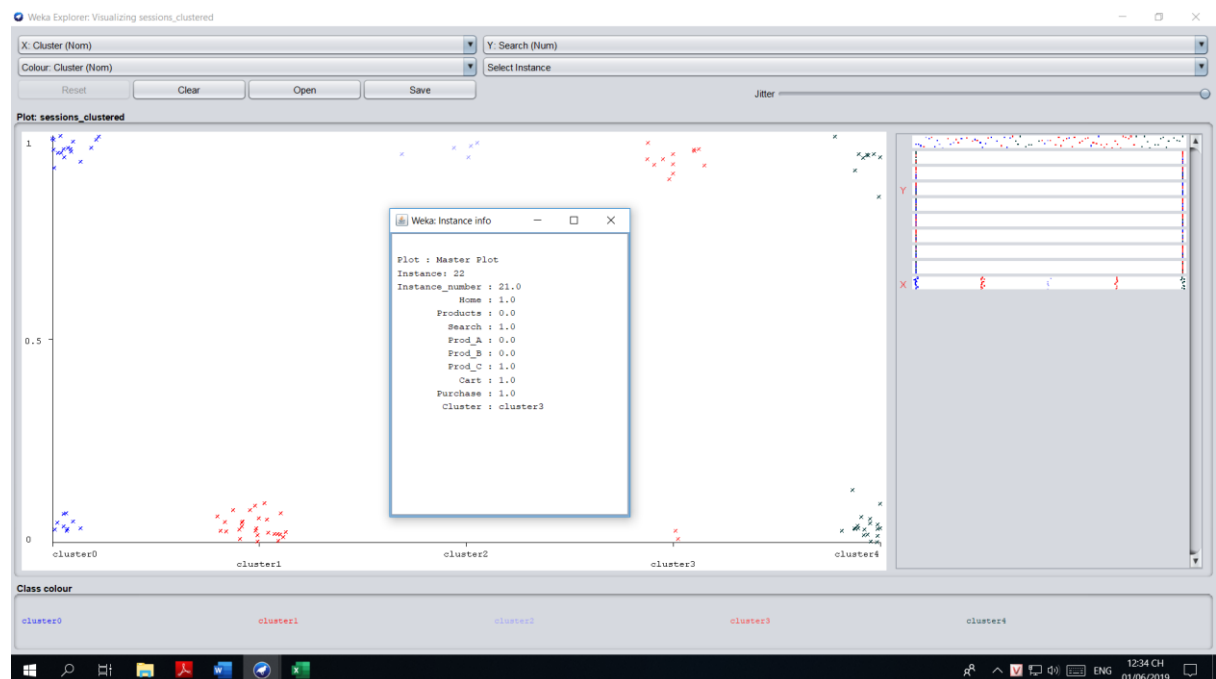 Weka Explorer: Visualizing sessions_clustered
X: Cluster (Nom)
Y: Search (Num)
Colour: Cluster (Nom)
Select Instance
Reset
Clear
Open
Save
Jitter
Plot: sessions_clustered
1
0.5
0
cluster0
cluster1
cluster2
cluster3
cluster4
Weka: Instance info
Plot : Master Plot
Instance: 22
Instance_number : 21.0
Home : 1.0
Products : 0.0
Search : 1.0
Prod_A : 0.0
Prod_B : 0.0
Prod_C : 1.0
Cart : 1.0
Purchase : 1.0
Cluster : cluster3
Y
X
Class colour
cluster0
cluster1
cluster2
cluster3
cluster4
ENG
12:34 CH
01/06/2019